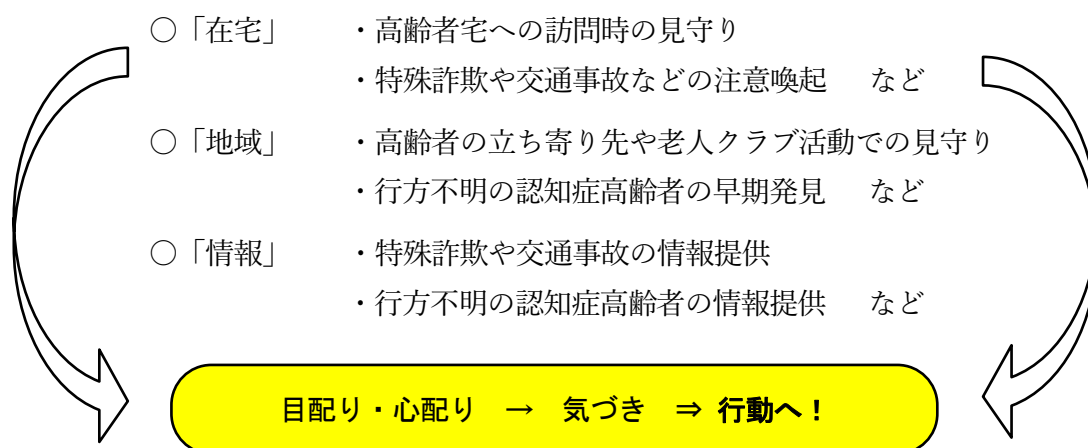 ○「在宅」 ・高齢者宅への訪問時の見守り
・特殊詐欺や交通事故などの注意喚起 など
○「地域」 ・高齢者の立ち寄り先や老人クラブ活動での見守り
・行方不明の認知症高齢者の早期発見 など
○「情報」 ・特殊詐欺や交通事故の情報提供
・行方不明の認知症高齢者の情報提供 など
目配り・心配り → 気づき ⇒ 行動へ！